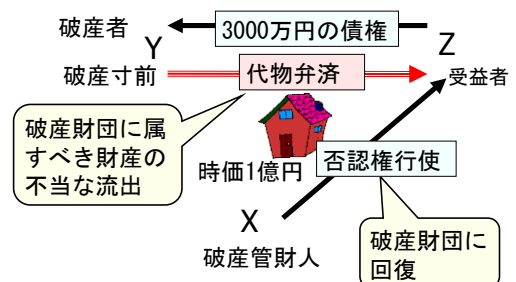 破産者
3000万円の債権
Y
Z
破産寸前
代物弁済
受益者
破産財団に属
すべき財産の
不当な流出
時価1億円
否認権行使
X
破産管財人
破産財団に
回復